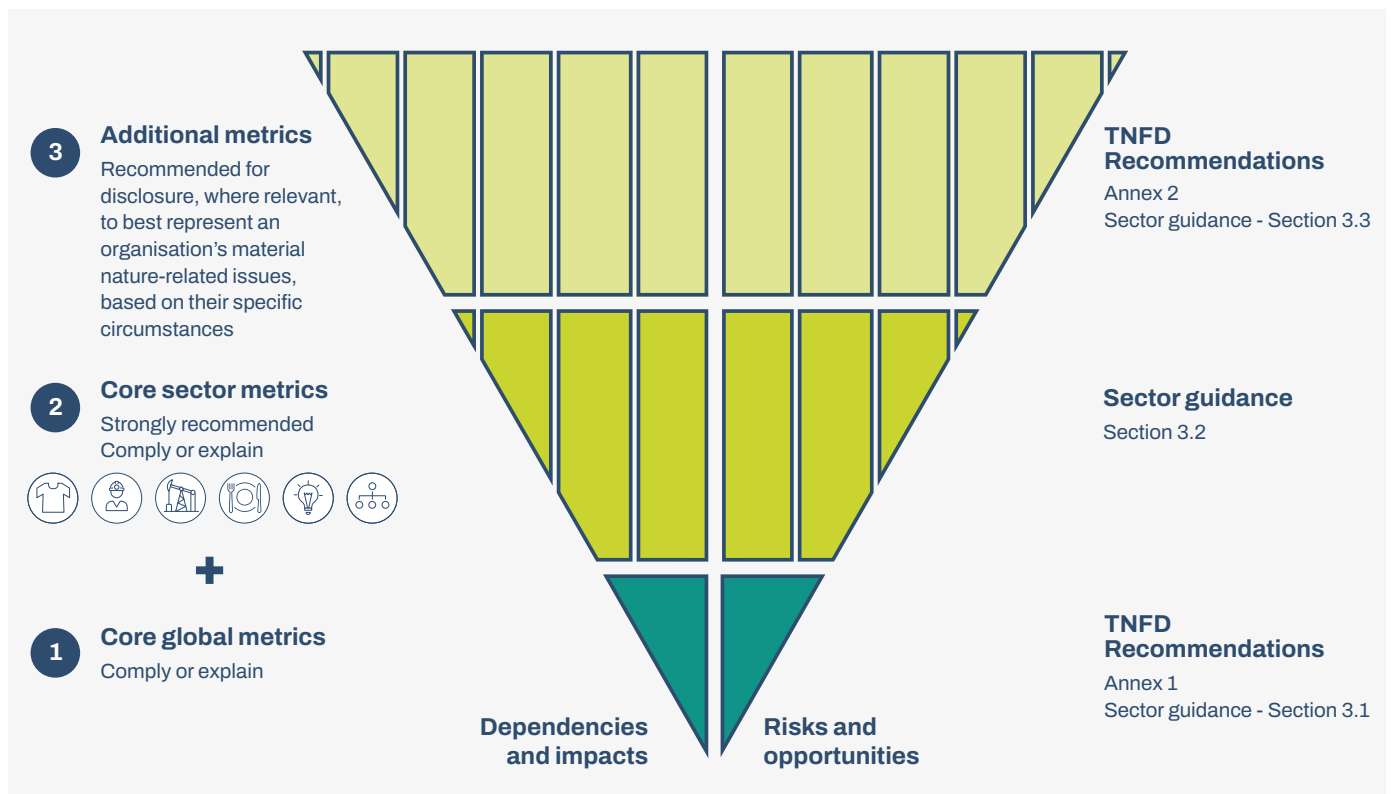 3
Additional metrics
Recommended for
disclosure, where relevant,
to best represent an
organisation’s material
nature-related issues,
based on their specific
circumstances
TNFD
Recommendations
Annex 2
Sector guidance - Section 3.3
2
Core sector metrics
Strongly recommended
Comply or explain
Sector guidance
Section 3.2
1
Core global metrics
Comply or explain
TNFD
Recommendations
Annex 1
Sector guidance - Section 3.1
Dependencies
and impacts
Risks and
opportunities